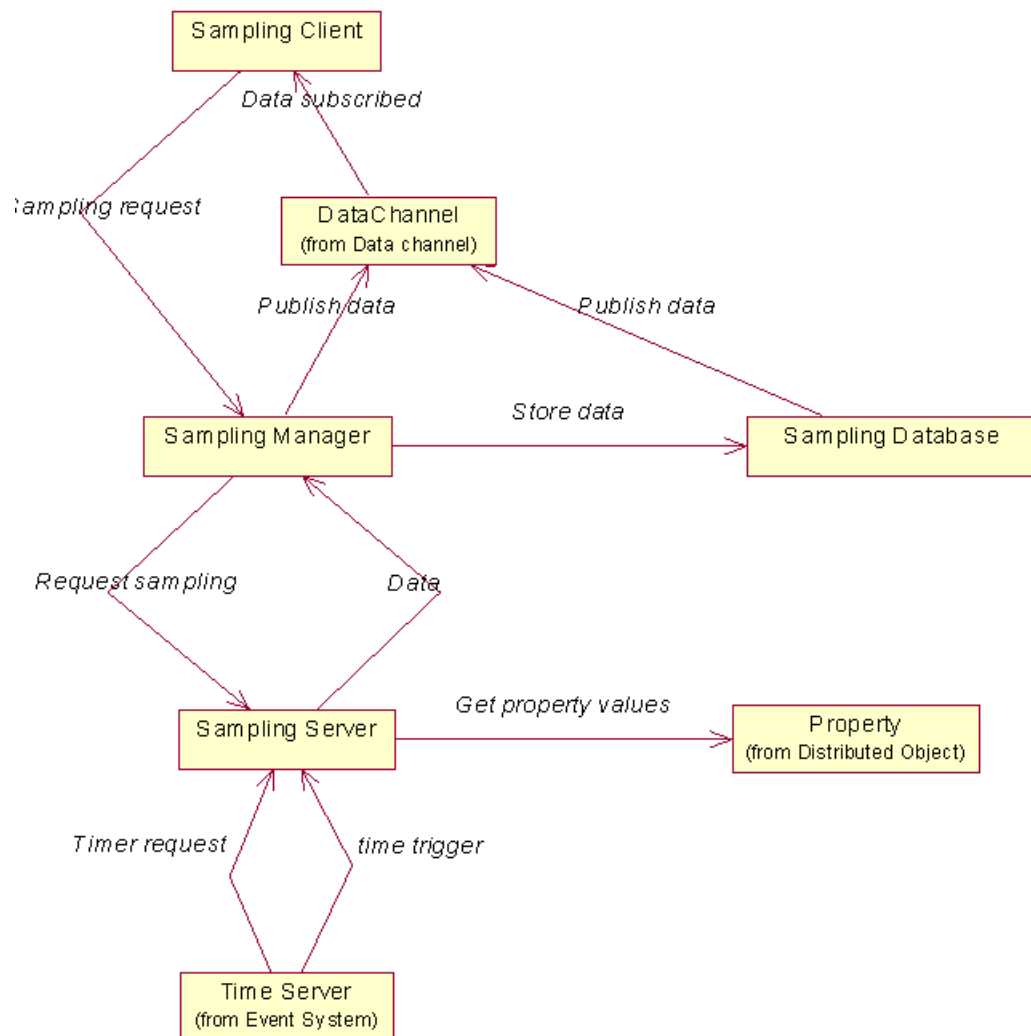 Sampling Client
Data subscribed
Sampling request
DataChannel
(from Data channel)
Publish data
Publish data
Store data
Sampling Manager
Sampling Database
Request sampling
Data
Get property values
Sampling Server
Property
(from Distributed Object)
Timer request
time trigger
Time Server
(from Event System)